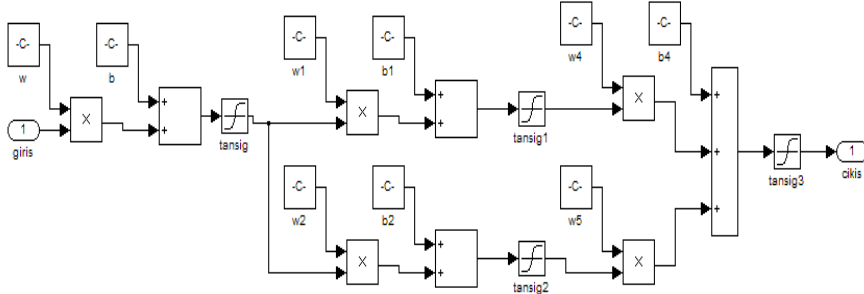 -C- -C- -C- -C- -C- -C-
w b w1 b1 w4 b4
1 giris
X + +
tansig
X + +
tansig1
X + + +
tansig3
1 cikis
-C- -C- -C-
w2 b2 w5
X + +
tansig2
X